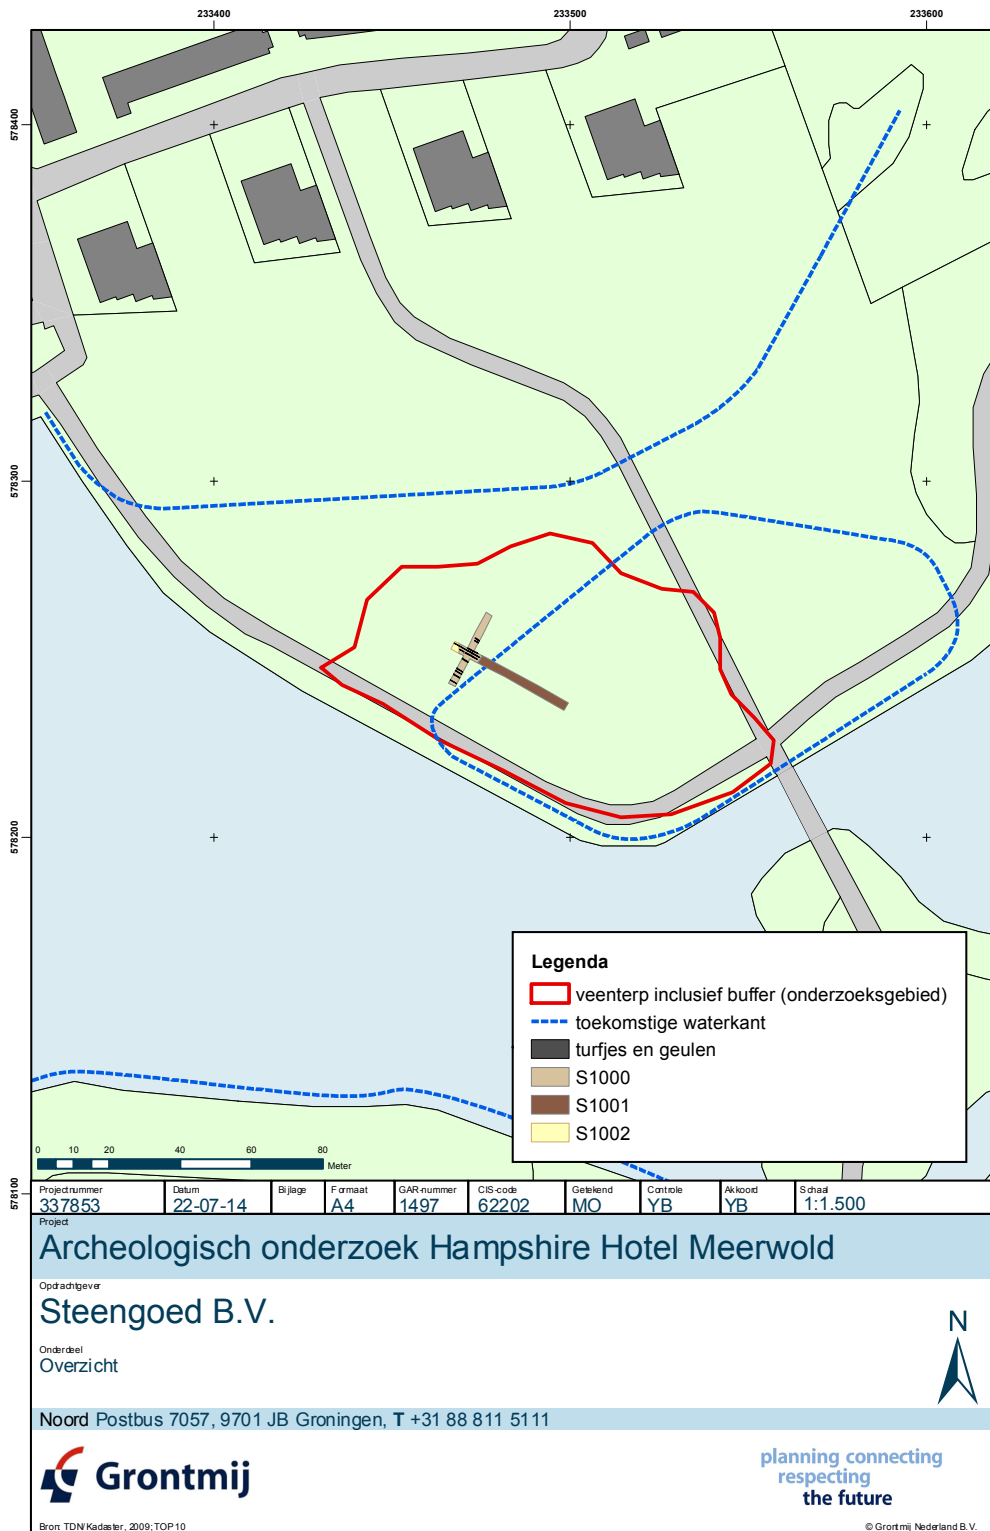 233400
233500
233600
578400
578300
578200
578100
Legenda
veenterp inclusief buffer (onderzoeksgebied)
toekomstige waterkant
turfjes en geulen
S1000
S1001
S1002
0 10 20 40 60 80
Meter
Projectnummer Datum Bijlage Formaat GAR-nummer CIS-code Getekend Controle Akkoord Schaal
337853 22-07-14 A4 1497 62202 MO YB YB 1:1.500
Project
Archeologisch onderzoek Hampshire Hotel Meerwold
Opdrachtgever
Steengoed B.V.
Onderdeel
Overzicht
N
Noord Postbus 7057, 9701 JB Groningen, T +31 88 811 5111
Grontmij
planning connecting
respecting
the future
Bron: TDN/Kadaster, 2009; TOP10
© Grontmij Nederland B.V.